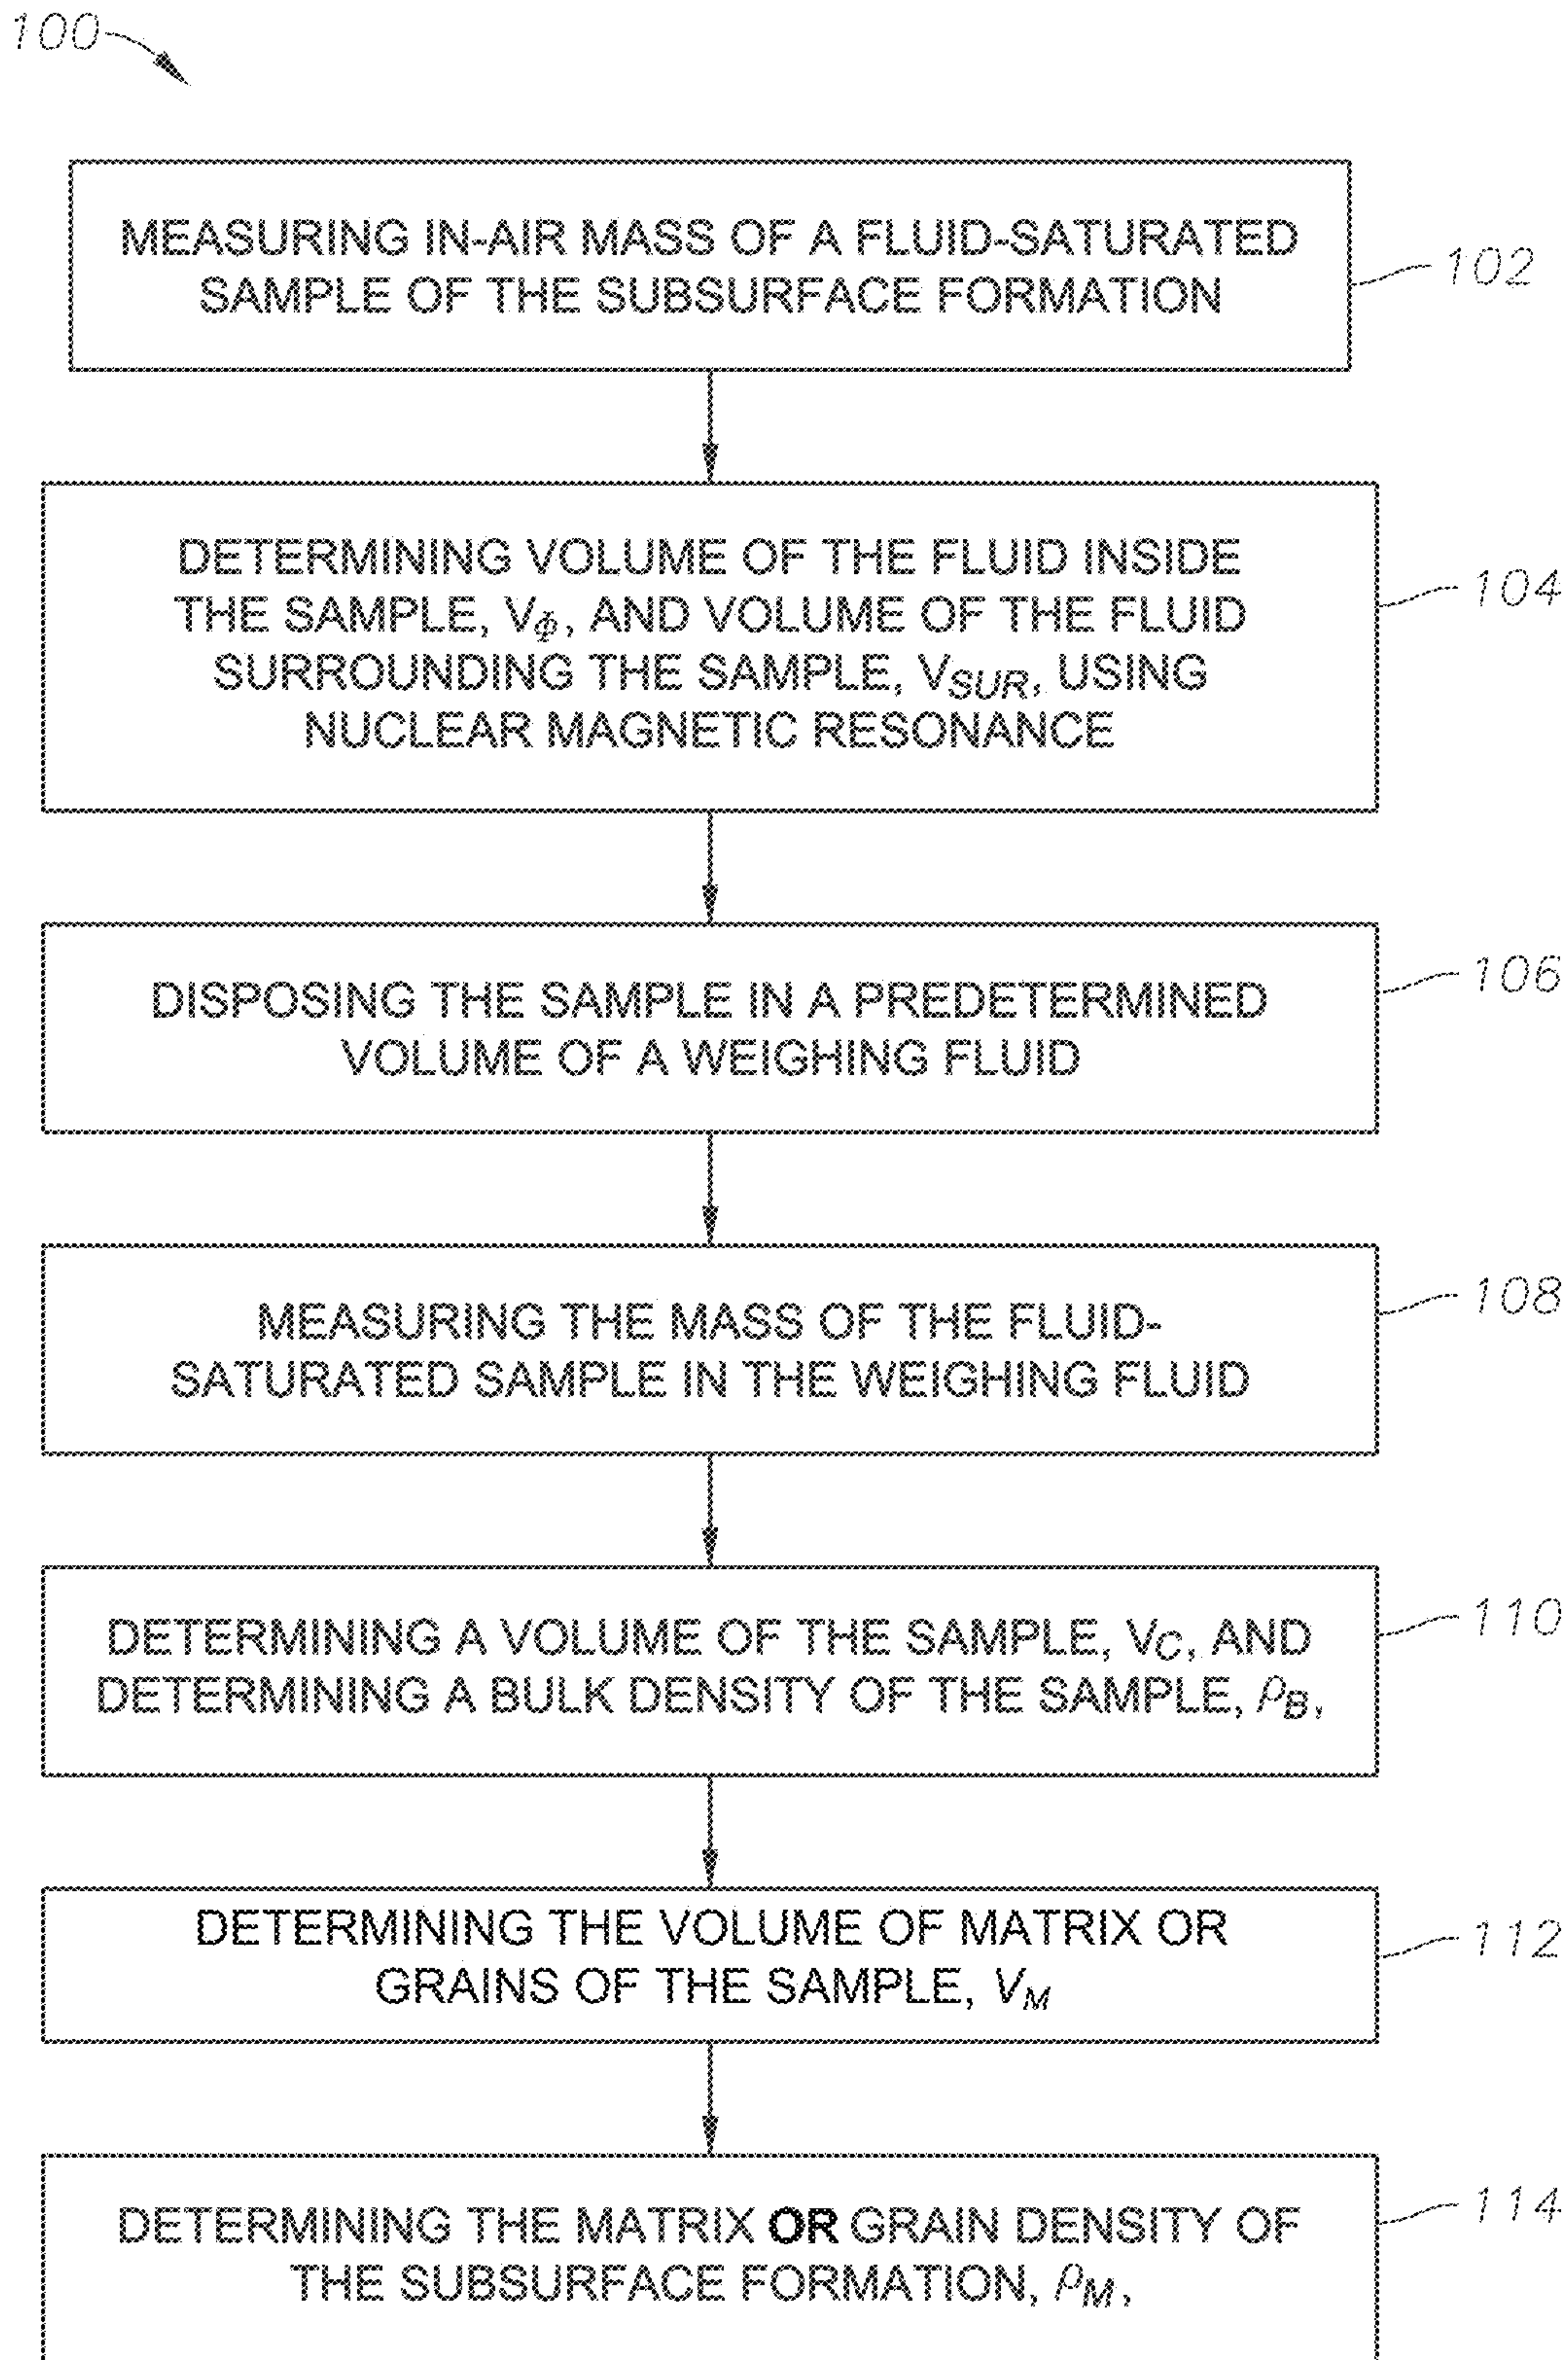 100
MEASURING IN-AIR MASS OF A FLUID-SATURATED
SAMPLE OF THE SUBSURFACE FORMATION
102
DETERMINING VOLUME OF THE FLUID INSIDE
THE SAMPLE, VΦ, AND VOLUME OF THE FLUID
SURROUNDING THE SAMPLE, VSUR, USING
NUCLEAR MAGNETIC RESONANCE
104
DISPOSING THE SAMPLE IN A PREDETERMINED
VOLUME OF A WEIGHING FLUID
106
MEASURING THE MASS OF THE FLUID-
SATURATED SAMPLE IN THE WEIGHING FLUID
108
DETERMINING A VOLUME OF THE SAMPLE, VC, AND
DETERMINING A BULK DENSITY OF THE SAMPLE, ρB,
110
DETERMINING THE VOLUME OF MATRIX OR
GRAINS OF THE SAMPLE, VM
112
DETERMINING THE MATRIX OR GRAIN DENSITY OF
THE SUBSURFACE FORMATION, ρM,
114